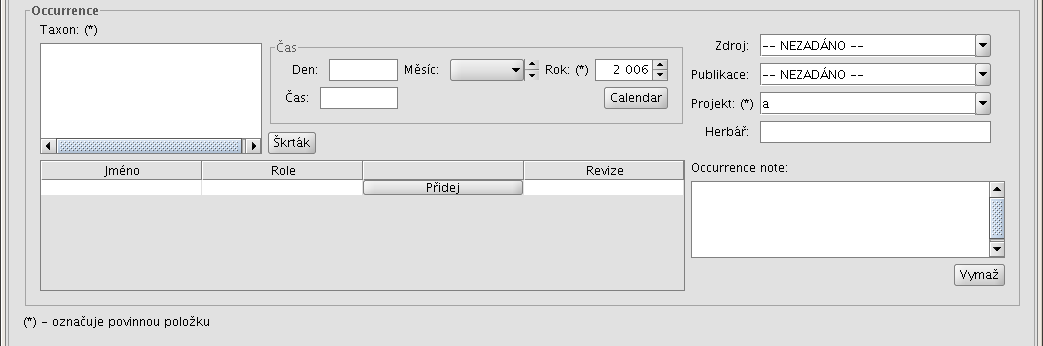 Occurrence
Taxon: (*)
Čas
Den:
Měsíc:
Rok: (*)
2 006
Čas:
Calendar
Škrták
Zdroj:
-- NEZADÁNO --
Publikace:
-- NEZADÁNO --
Projekt: (*)
a
Herbář:
Jméno
Role
Revize
Přidej
Occurrence note:
Vymaž
(*) – označuje povinnou položku